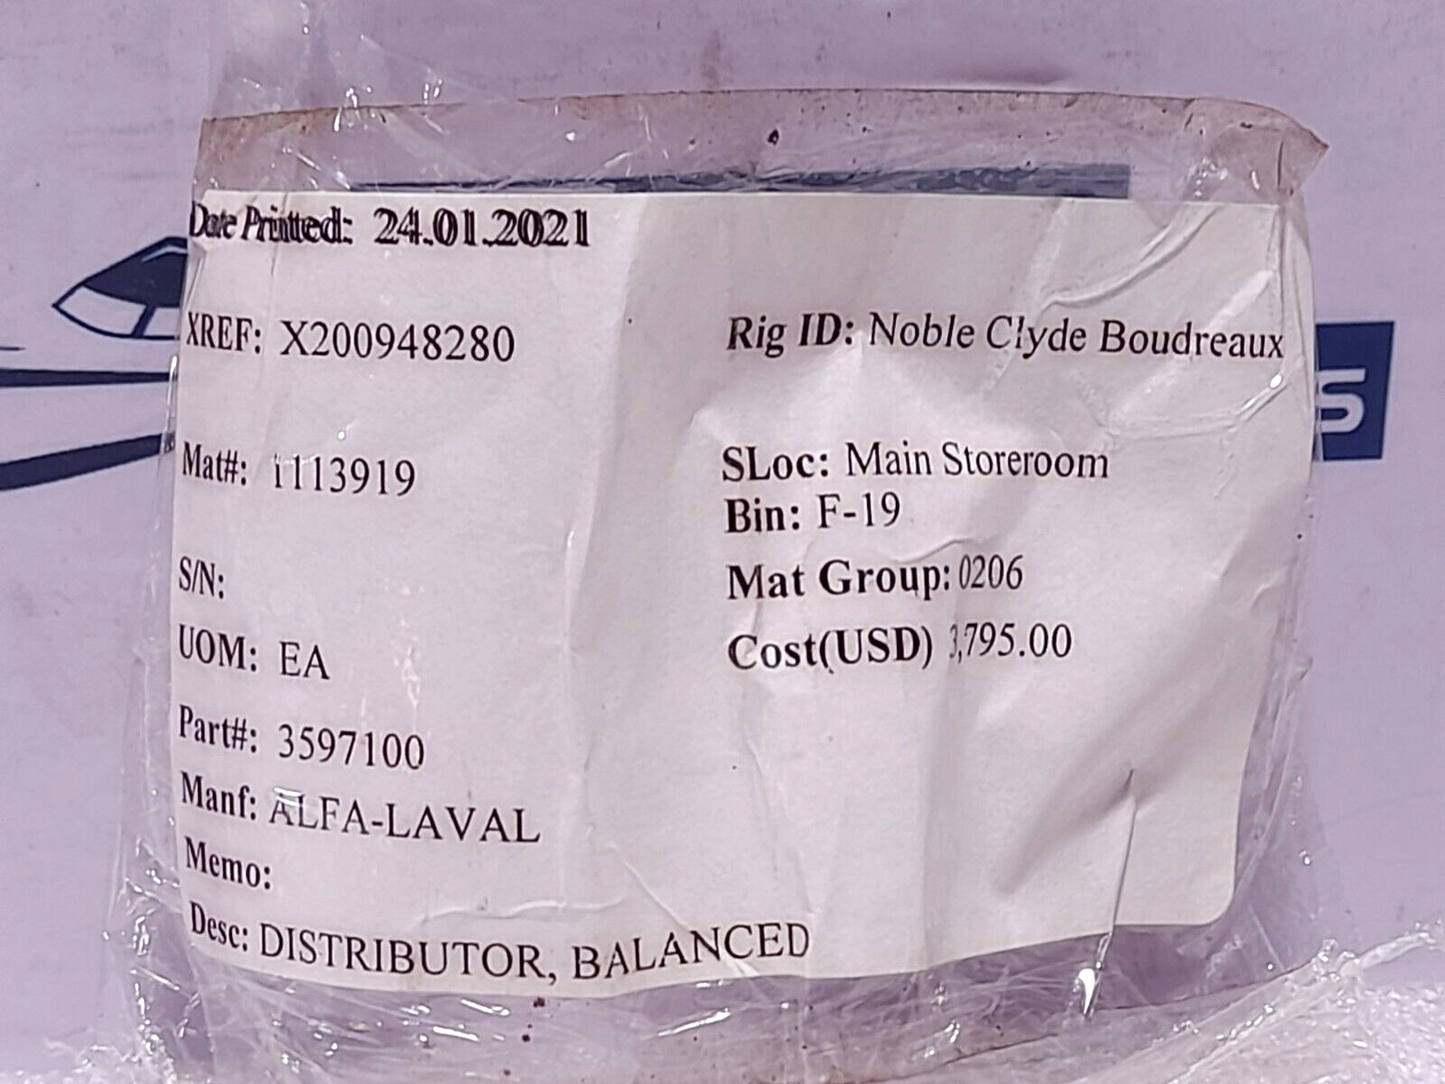 Date Printed: 24.01.2021
XREF: X200948280
Rig ID: Noble Clyde Boudreaux
Mat#: 1113919
SLoc: Main Storeroom
Bin: F-19
S/N:
Mat Group: 0206
UOM: EA
Cost(USD) 3,795.00
Part#: 3597100
Manf: ALFA-LAVAL
Memo:
Desc: DISTRIBUTOR, BALANCED
S